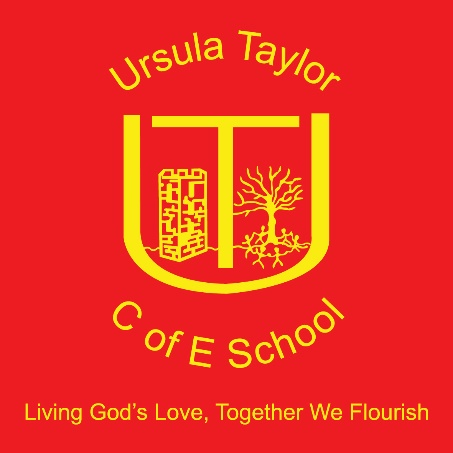 Ursula Taylor
UT
C of E School
Living God's Love, Together We Flourish